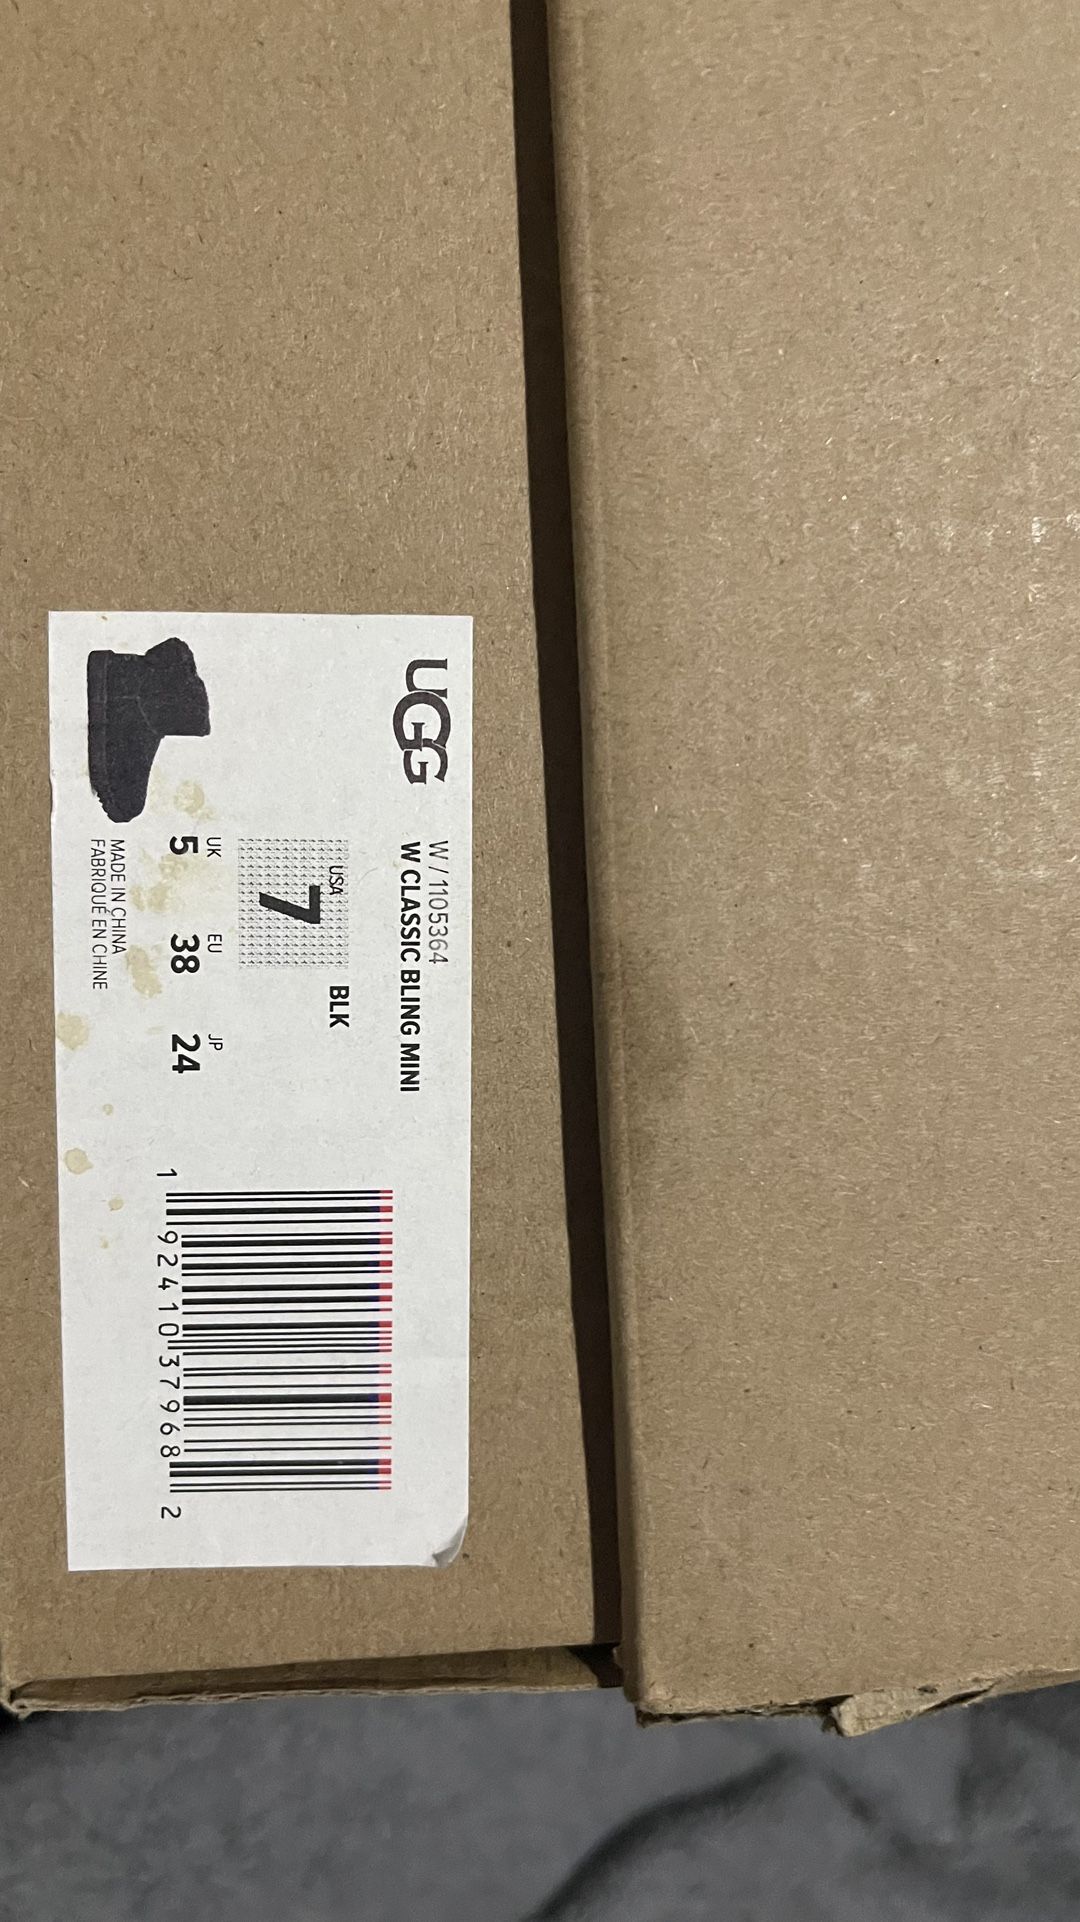 UGG
W / 1105364
W CLASSIC BLING MINI
USA
7
BLK
UK EU JP
5 38 24
MADE IN CHINA
FABRIQUÉ EN CHINE
1 92410 37968 2